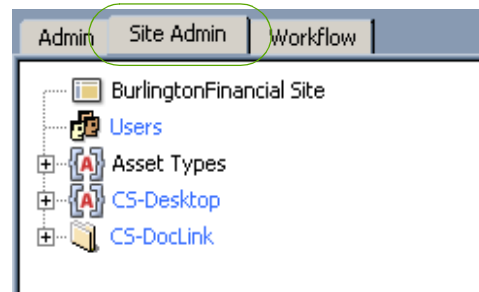 Admin Site Admin Workflow
BurlingtonFinancial Site
Users
Asset Types
CS-Desktop
CS-DocLink